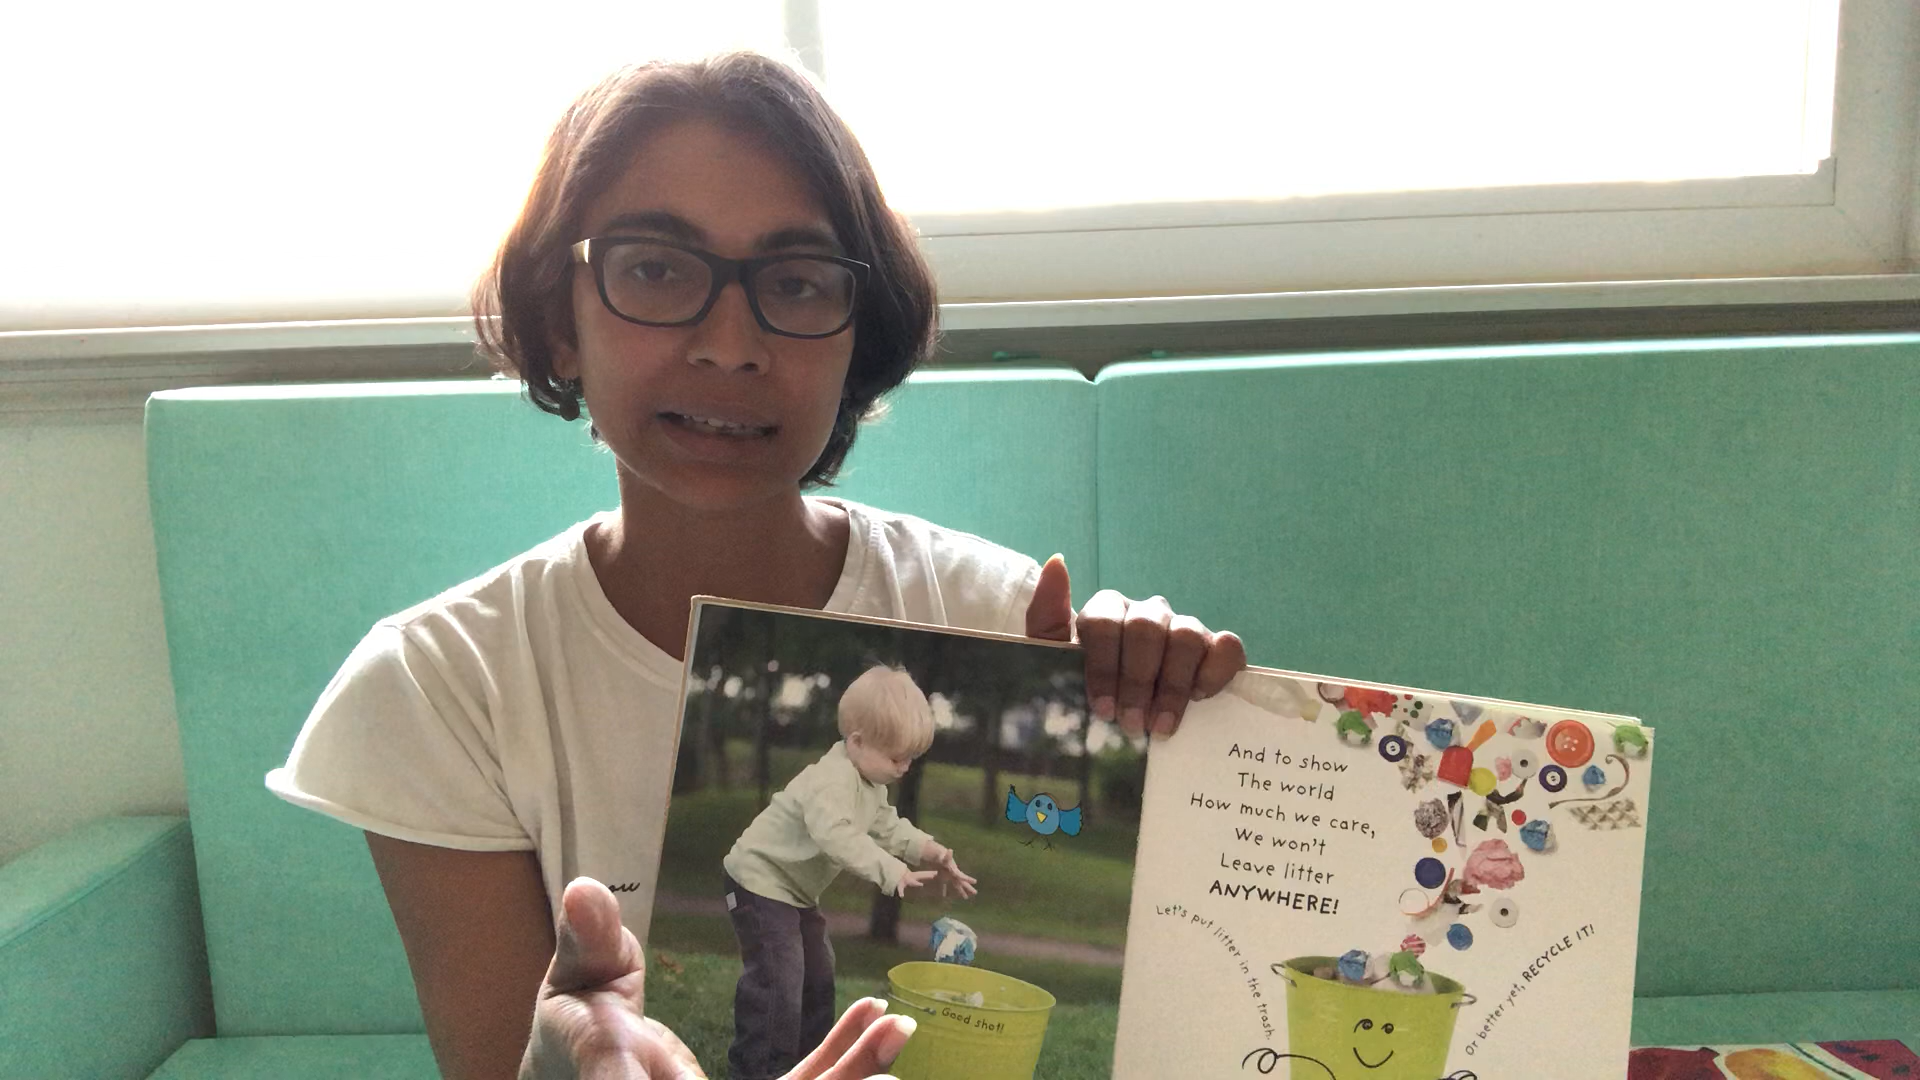 Good shot!
And to show
The world
How much we care,
We won't
Leave litter
ANYWHERE!
Let's put litter in the trash.
Or better yet, RECYCLE IT!